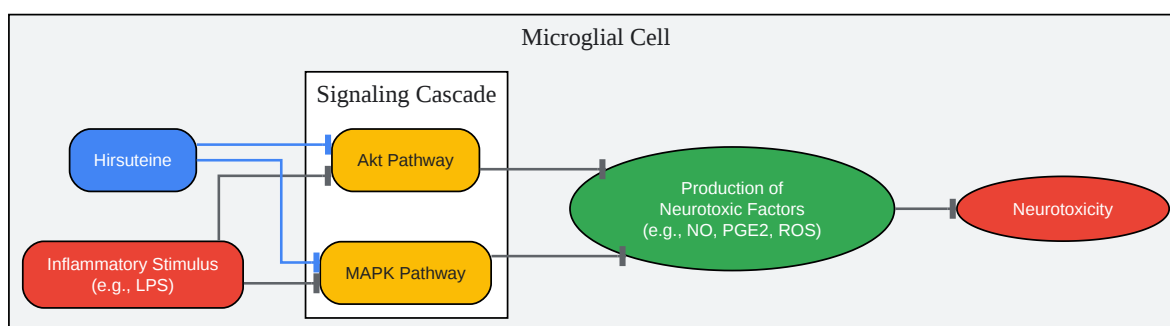 Microglial Cell
Signaling Cascade
Hirsuteine
Akt Pathway
Production of
Neurotoxic Factors
(e.g., NO, PGE2, ROS)
Neurotoxicity
Inflammatory Stimulus
(e.g., LPS)
MAPK Pathway